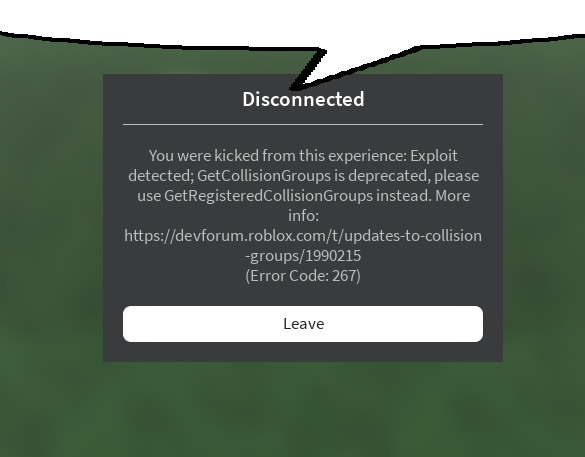 Disconnected
You were kicked from this experience: Exploit
detected; GetCollisionGroups is deprecated, please
use GetRegisteredCollisionGroups instead. More
info:
https://devforum.roblox.com/t/updates-to-collision
-groups/1990215
(Error Code: 267)
Leave